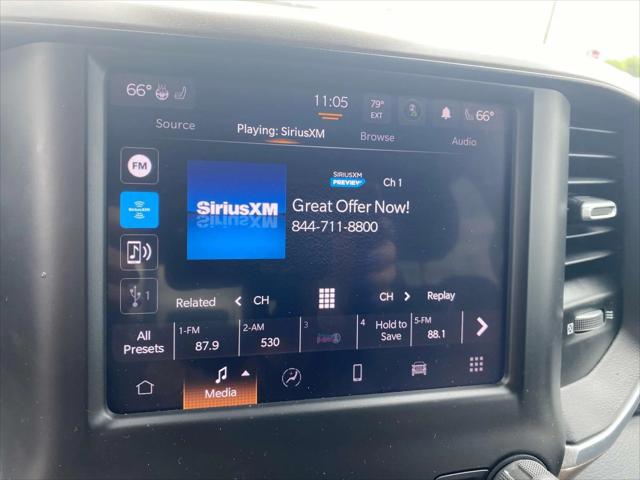 66°
11:05
79°
EXT
66°
Source
Playing: SiriusXM
Browse
Audio
FM
SiriusXM
SiriusXM
SIRIUSXM
PREVIEW
Ch 1
Great Offer Now!
844-711-8800
1
Related
CH
CH
Replay
All
Presets
1-FM
87.9
2-AM
530
3
4
Hold to
Save
5-FM
88.1
Media